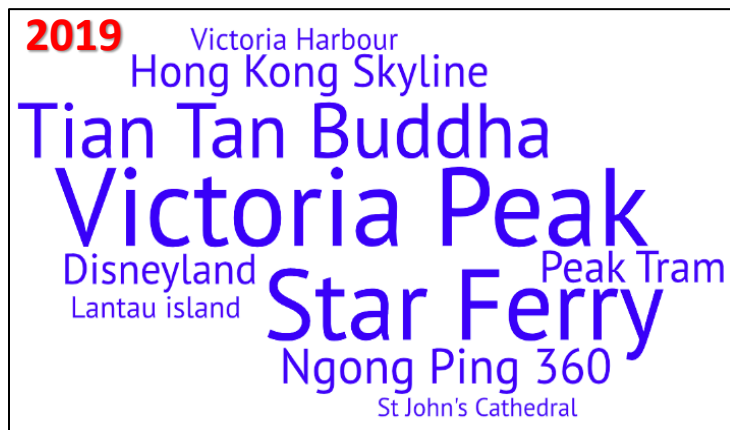 2019
Victoria Harbour
Hong Kong Skyline
Tian Tan Buddha
Victoria Peak
Disneyland
Peak Tram
Lantau island
Star Ferry
Ngong Ping 360
St John's Cathedral